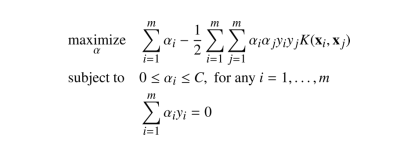 maximize α ∑_{i=1}^{m} α_i − 1/2 ∑_{i=1}^{m} ∑_{j=1}^{m} α_i α_j y_i y_j K(x_i, x_j)
subject to 0 ≤ α_i ≤ C, for any i = 1, . . . , m
∑_{i=1}^{m} α_i y_i = 0